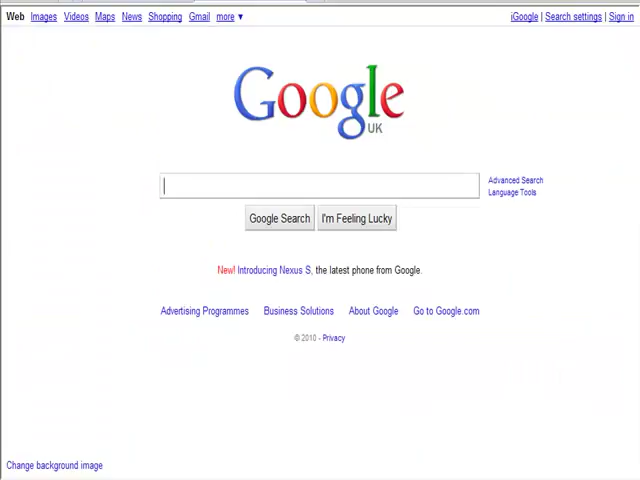 Web Images Videos Maps News Shopping Gmail more ▼ iGoogle | Search settings | Sign in
Google
UK
Advanced Search
Language Tools
Google Search I'm Feeling Lucky
New! Introducing Nexus S, the latest phone from Google.
Advertising Programmes Business Solutions About Google Go to Google.com
© 2010 - Privacy
Change background image